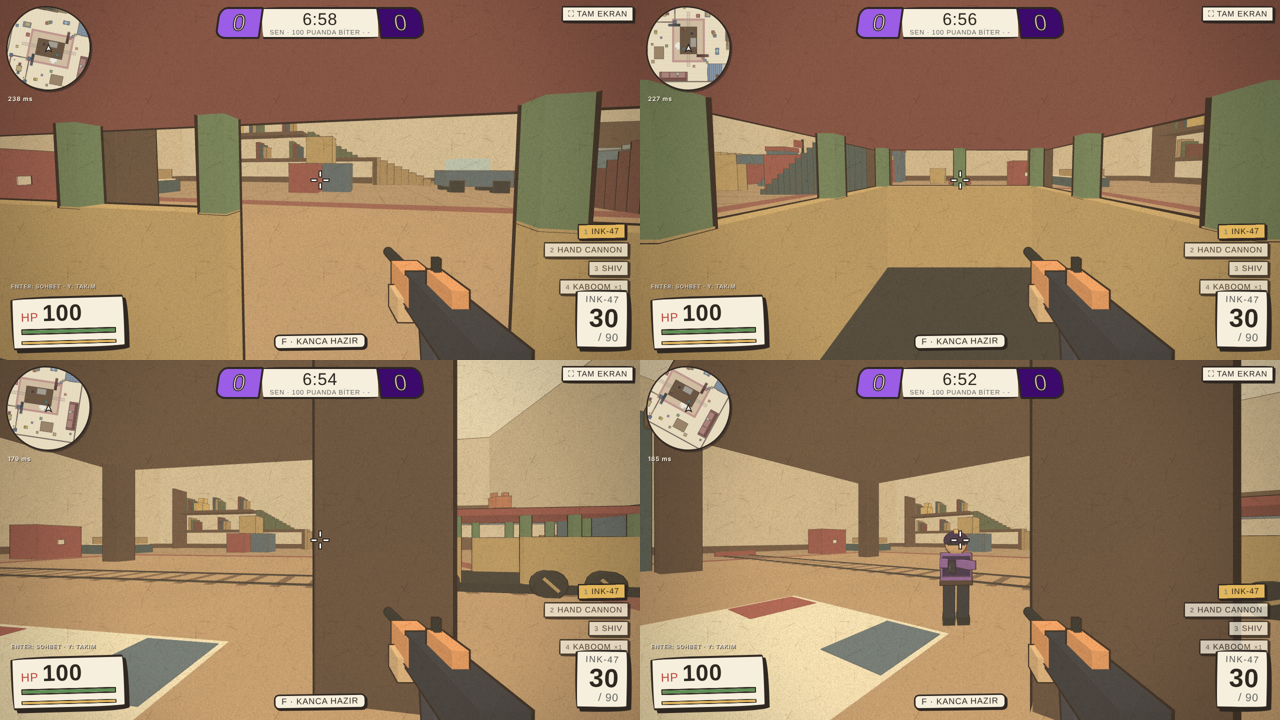 0 6:58 0
SEN · 100 PUANDA BİTER · -
TAM EKRAN
238 ms
1 INK-47
2 HAND CANNON
3 SHIV
4 KABOOM ×1
ENTER: SOHBET · Y: TAKIM
HP 100
F · KANCA HAZIR
INK-47
30
/ 90
0 6:56 0
SEN · 100 PUANDA BİTER · -
TAM EKRAN
227 ms
1 INK-47
2 HAND CANNON
3 SHIV
4 KABOOM ×1
ENTER: SOHBET · Y: TAKIM
HP 100
F · KANCA HAZIR
INK-47
30
/ 90
0 6:54 0
SEN · 100 PUANDA BİTER · -
TAM EKRAN
179 ms
1 INK-47
2 HAND CANNON
3 SHIV
4 KABOOM ×1
ENTER: SOHBET · Y: TAKIM
HP 100
F · KANCA HAZIR
INK-47
30
/ 90
0 6:52 0
SEN · 100 PUANDA BİTER · -
TAM EKRAN
165 ms
1 INK-47
2 HAND CANNON
3 SHIV
4 KABOOM ×1
ENTER: SOHBET · Y: TAKIM
HP 100
F · KANCA HAZIR
INK-47
30
/ 90